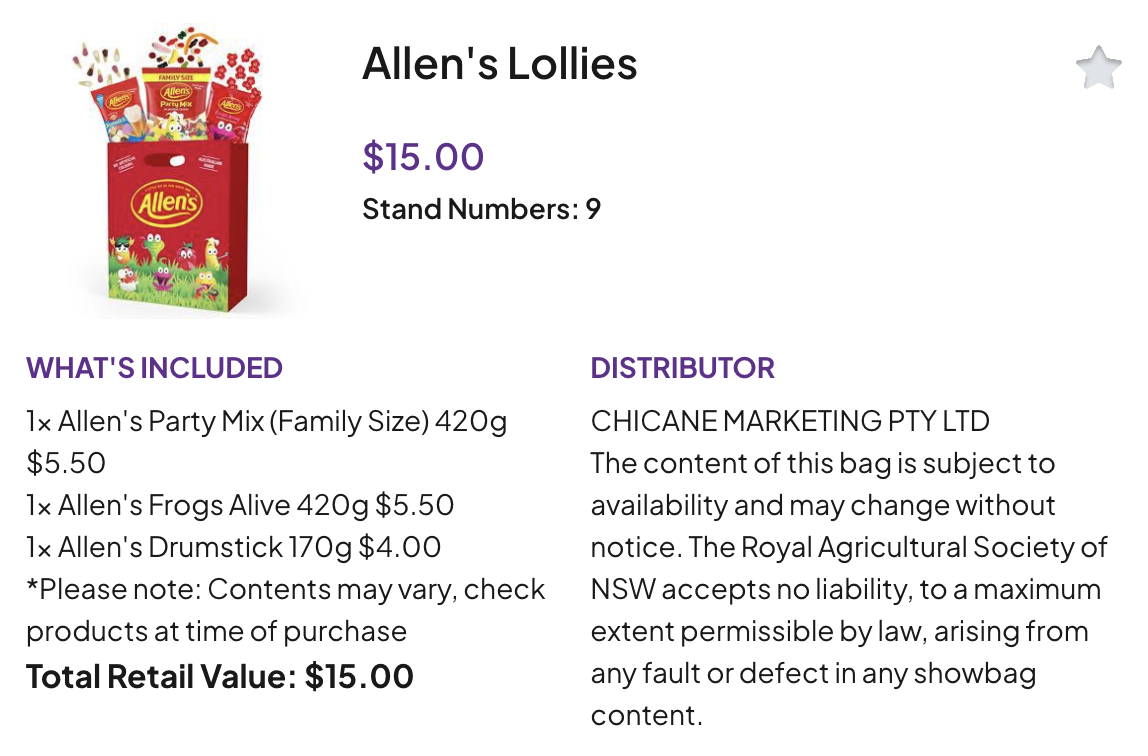 FAMILY SIZE
Allen's
Allen's
Party Mix
Allen's
Allen's
Allen's Lollies
$15.00
Stand Numbers: 9
WHAT'S INCLUDED
1x Allen's Party Mix (Family Size) 420g
$5.50
1x Allen's Frogs Alive 420g $5.50
1x Allen's Drumstick 170g $4.00
*Please note: Contents may vary, check
products at time of purchase
Total Retail Value: $15.00
DISTRIBUTOR
CHICANE MARKETING PTY LTD
The content of this bag is subject to
availability and may change without
notice. The Royal Agricultural Society of
NSW accepts no liability, to a maximum
extent permissible by law, arising from
any fault or defect in any showbag
content.